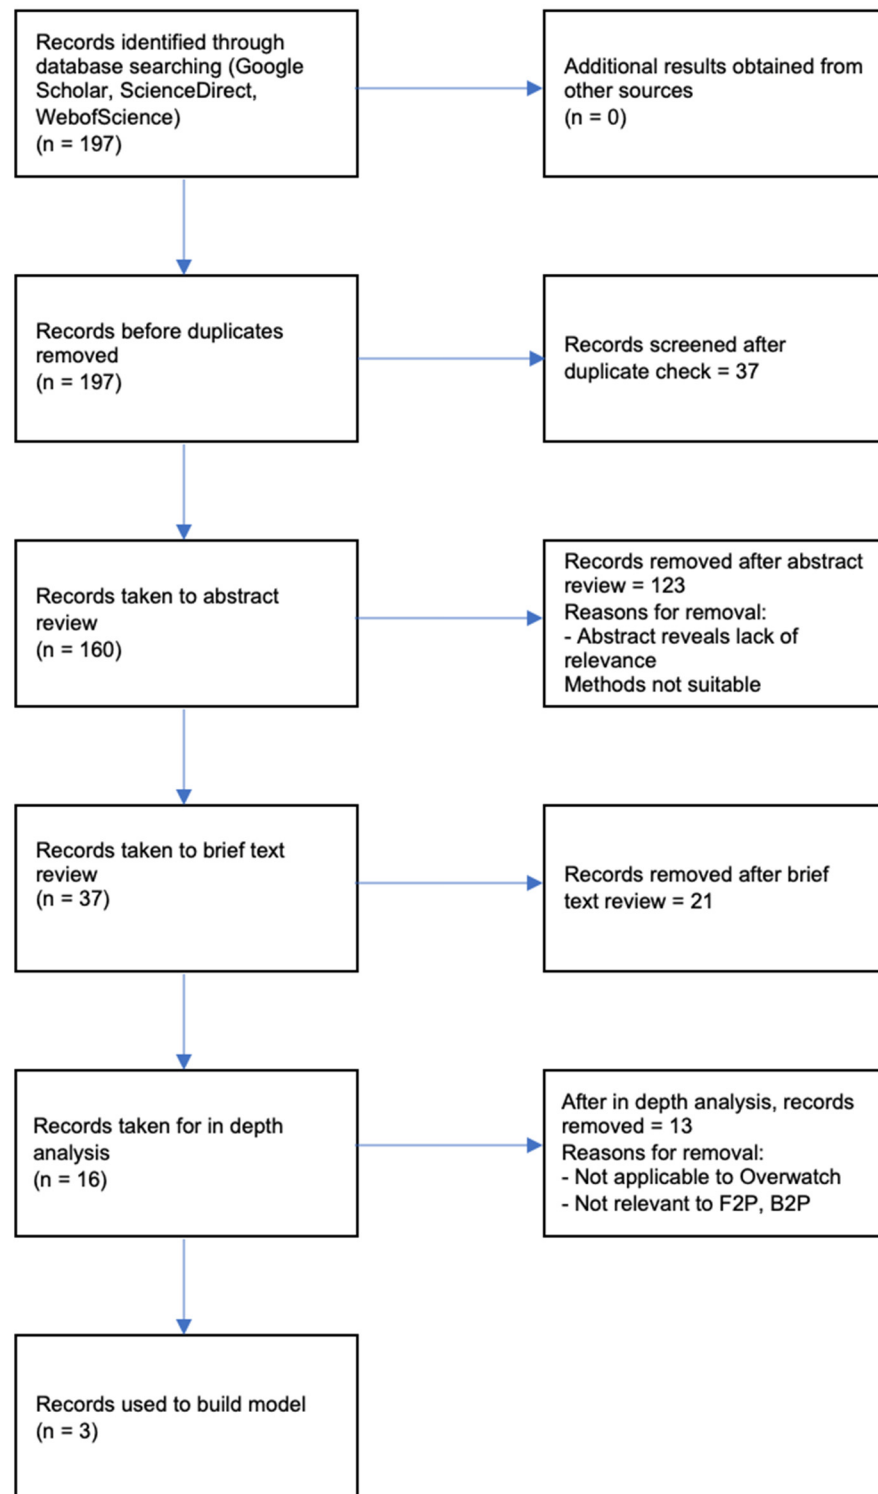 Records identified through
database searching (Google
Scholar, ScienceDirect,
WebofScience)
(n = 197)
Additional results obtained from
other sources
(n = 0)
Records before duplicates
removed
(n = 197)
Records screened after
duplicate check = 37
Records taken to abstract
review
(n = 160)
Records removed after abstract
review = 123
Reasons for removal:
- Abstract reveals lack of
relevance
Methods not suitable
Records taken to brief text
review
(n = 37)
Records removed after brief
text review = 21
Records taken for in depth
analysis
(n = 16)
After in depth analysis, records
removed = 13
Reasons for removal:
- Not applicable to Overwatch
- Not relevant to F2P, B2P
Records used to build model
(n = 3)